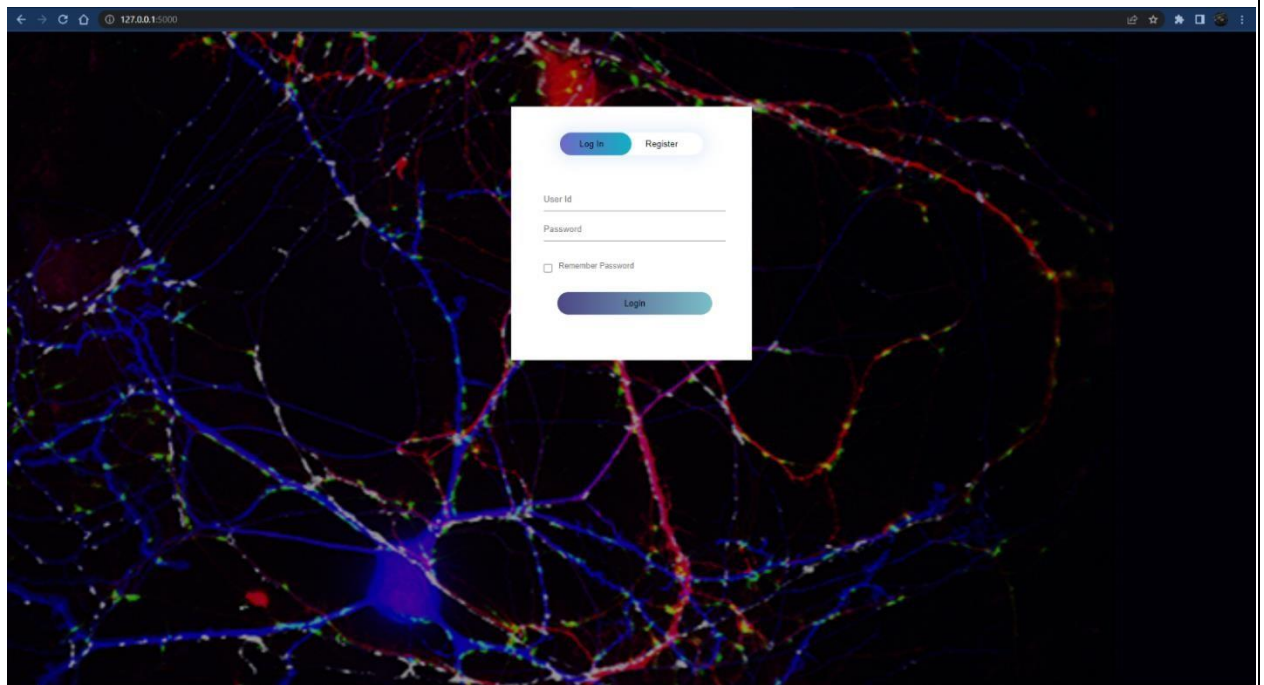 127.0.0.1:5000
Log In Register
User Id
Password
Remember Password
Login